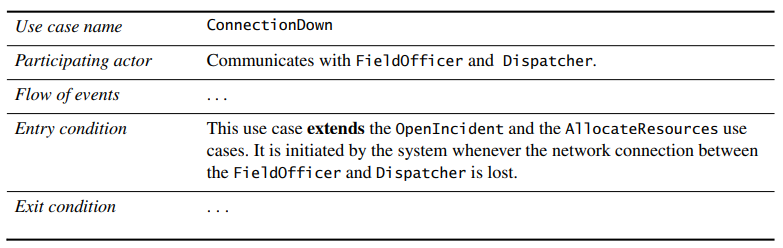 Use case name ConnectionDown
Participating actor Communicates with FieldOfficer and Dispatcher.
Flow of events . . .
Entry condition This use case extends the OpenIncident and the AllocateResources use
cases. It is initiated by the system whenever the network connection between
the FieldOfficer and Dispatcher is lost.
Exit condition . . .